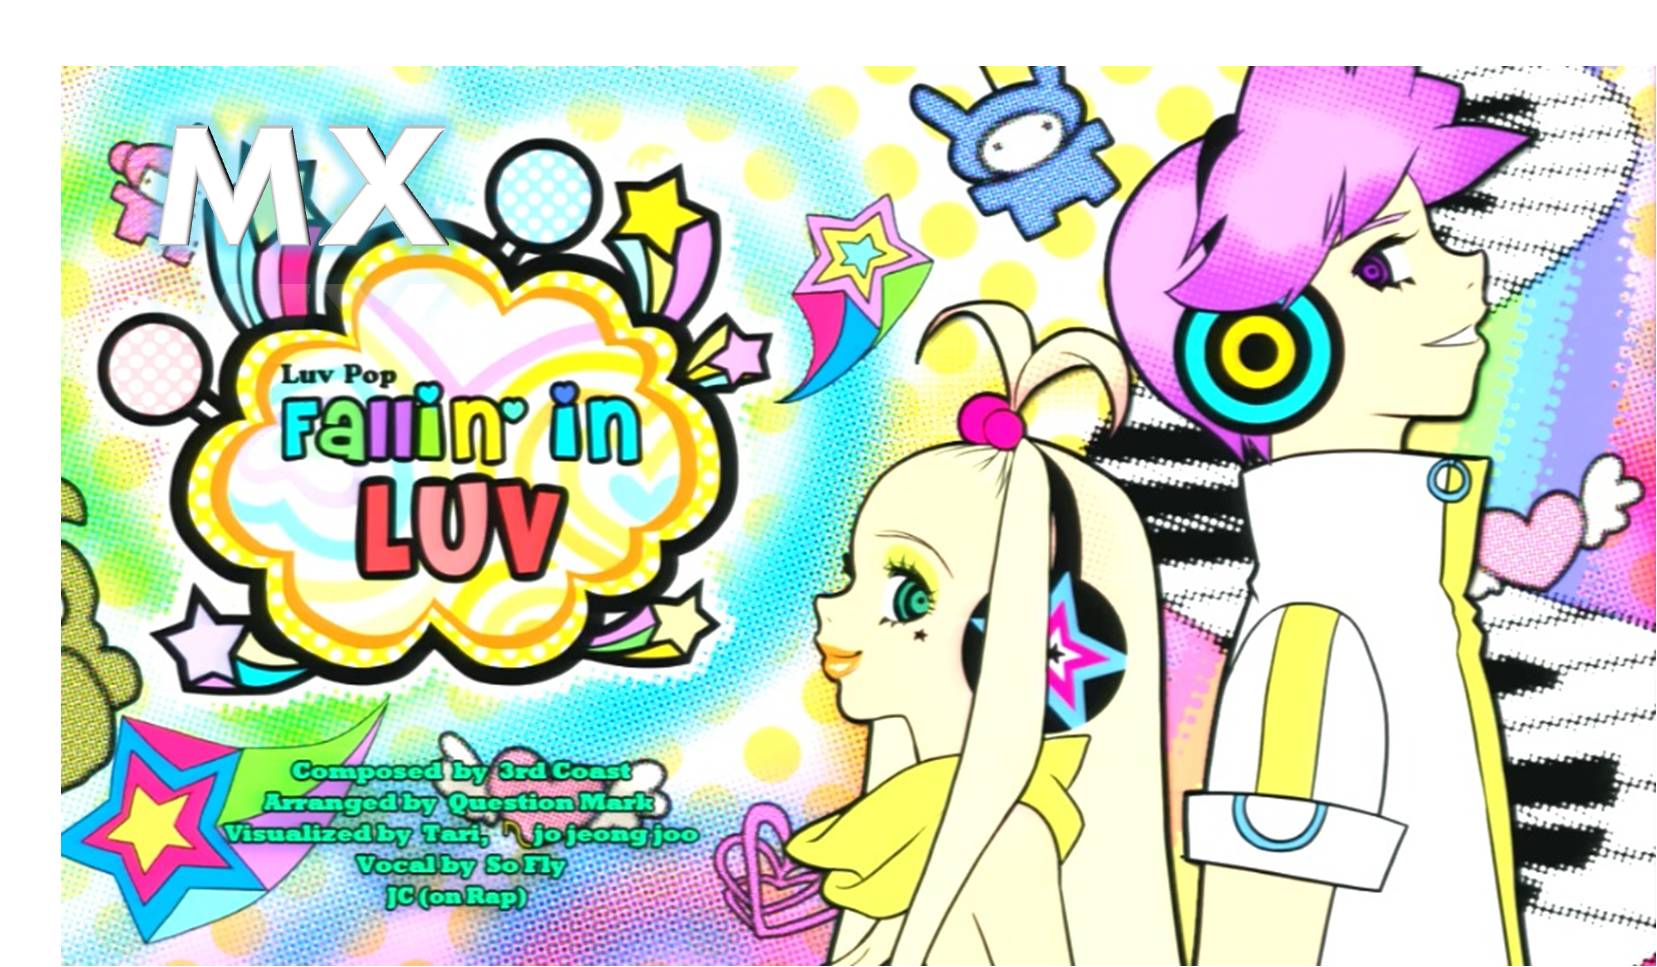 MX
Luv Pop
Fallin' in
LUV
Composed by 3rd Coast
Arranged by Question Mark
Visualized by Tari, jo jeong joo
Vocal by So Fly
JC (on Rap)